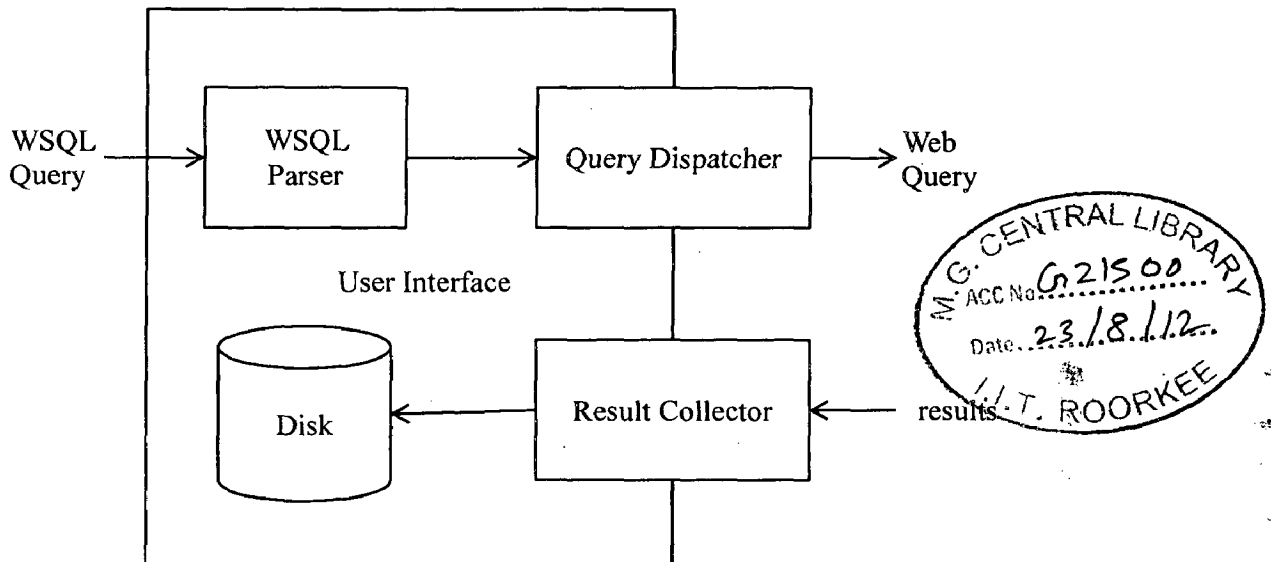 WSQL
Query
WSQL
Parser
Query Dispatcher
Web
Query
User Interface
Disk
Result Collector
results
M.G. CENTRAL LIBRARY
ACC No. G21500
Date. 23/8/12
I.I.T. ROORKEE